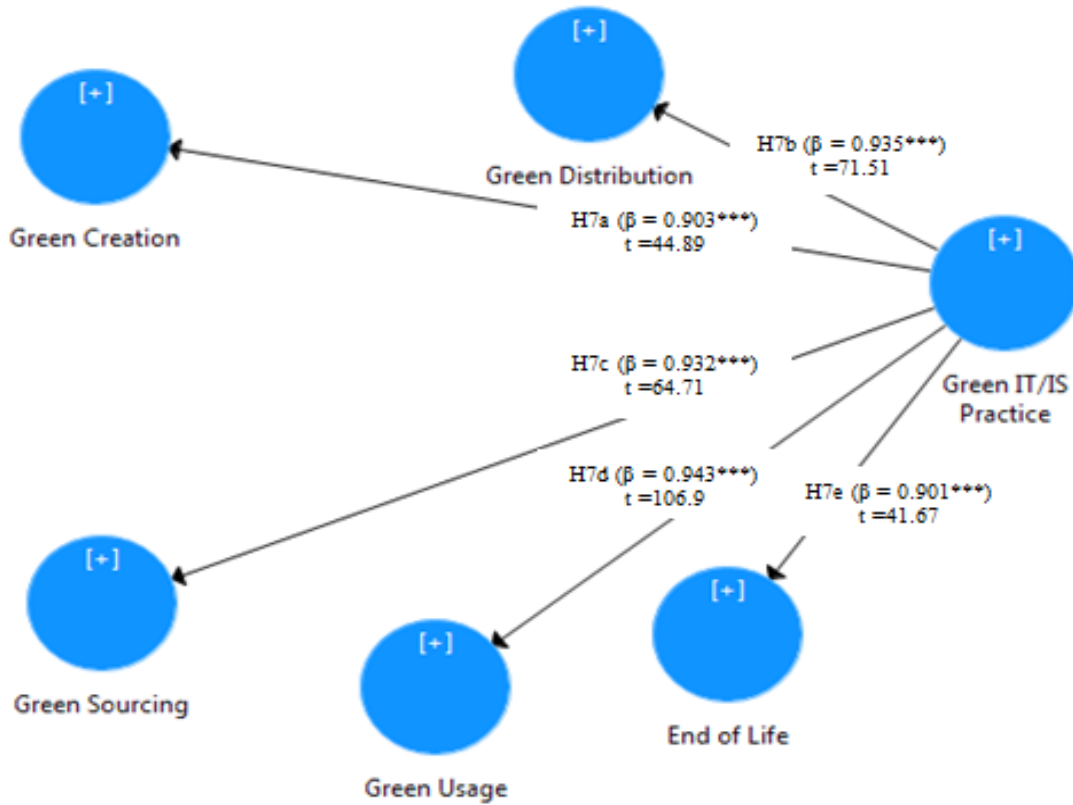 [+]
[+]
Green Creation
Green Distribution
H7b (β = 0.935***)
t =71.51
H7a (β = 0.903***)
t =44.89
[+]
Green IT/IS
Practice
H7c (β = 0.932***)
t =64.71
H7d (β = 0.943***)
t =106.9
H7e (β = 0.901***)
t =41.67
[+]
Green Sourcing
[+]
Green Usage
[+]
End of Life